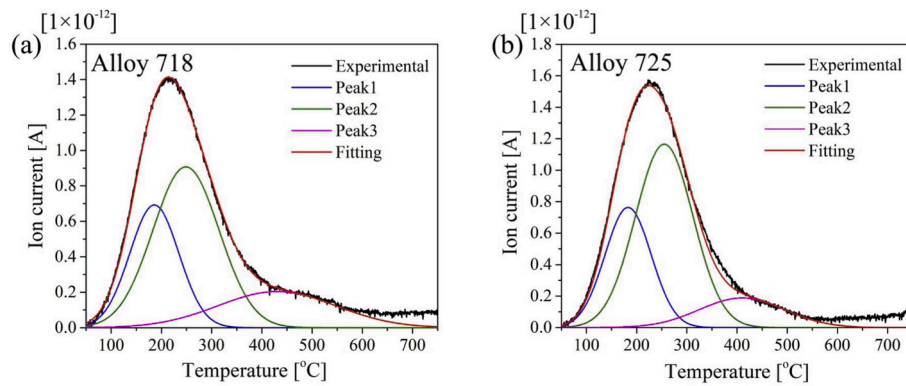 [1×10⁻¹²]
(a)
Alloy 718
Experimental
Peak1
Peak2
Peak3
Fitting
Ion current [A]
1.6
1.4
1.2
1.0
0.8
0.6
0.4
0.2
0.0
100 200 300 400 500 600 700
Temperature [°C]
[1×10⁻¹²]
(b)
Alloy 725
Experimental
Peak1
Peak2
Peak3
Fitting
Ion current [A]
1.8
1.6
1.4
1.2
1.0
0.8
0.6
0.4
0.2
0.0
100 200 300 400 500 600 700
Temperature [°C]